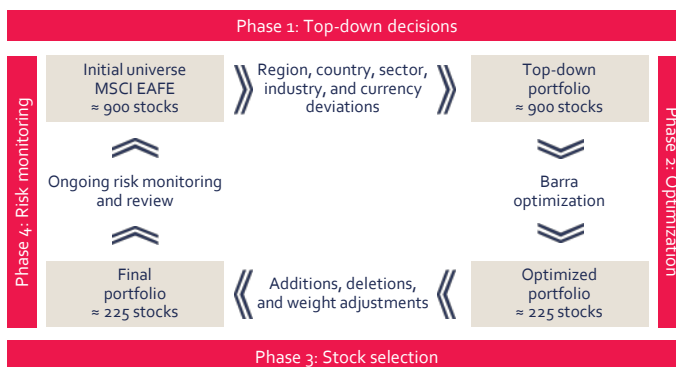 Phase 1: Top-down decisions
Initial universe
MSCI EAFE
≈ 900 stocks
Region, country, sector,
industry, and currency
deviations
Top-down
portfolio
≈ 900 stocks
Phase 2: Optimization
Barra
optimization
Optimized
portfolio
≈ 225 stocks
Additions, deletions,
and weight adjustments
Final
portfolio
≈ 225 stocks
Phase 3: Stock selection
Phase 4: Risk monitoring
Ongoing risk monitoring
and review